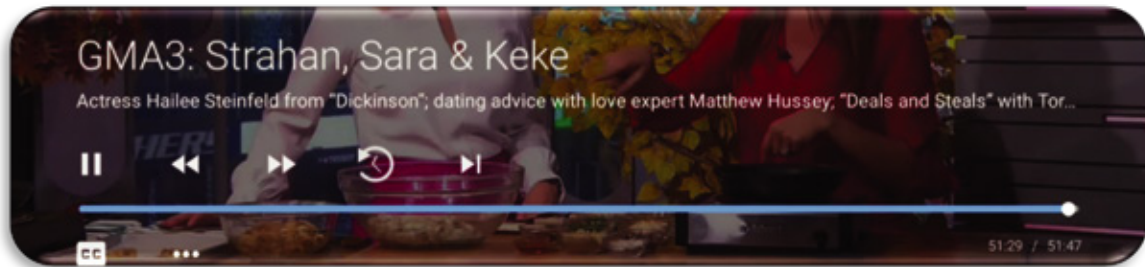 GMA3: Strahan, Sara & Keke
Actress Hailee Steinfeld from “Dickinson”; dating advice with love expert Matthew Hussey; “Deals and Steals” with Tor...
HER
CC
51:29 / 51:47